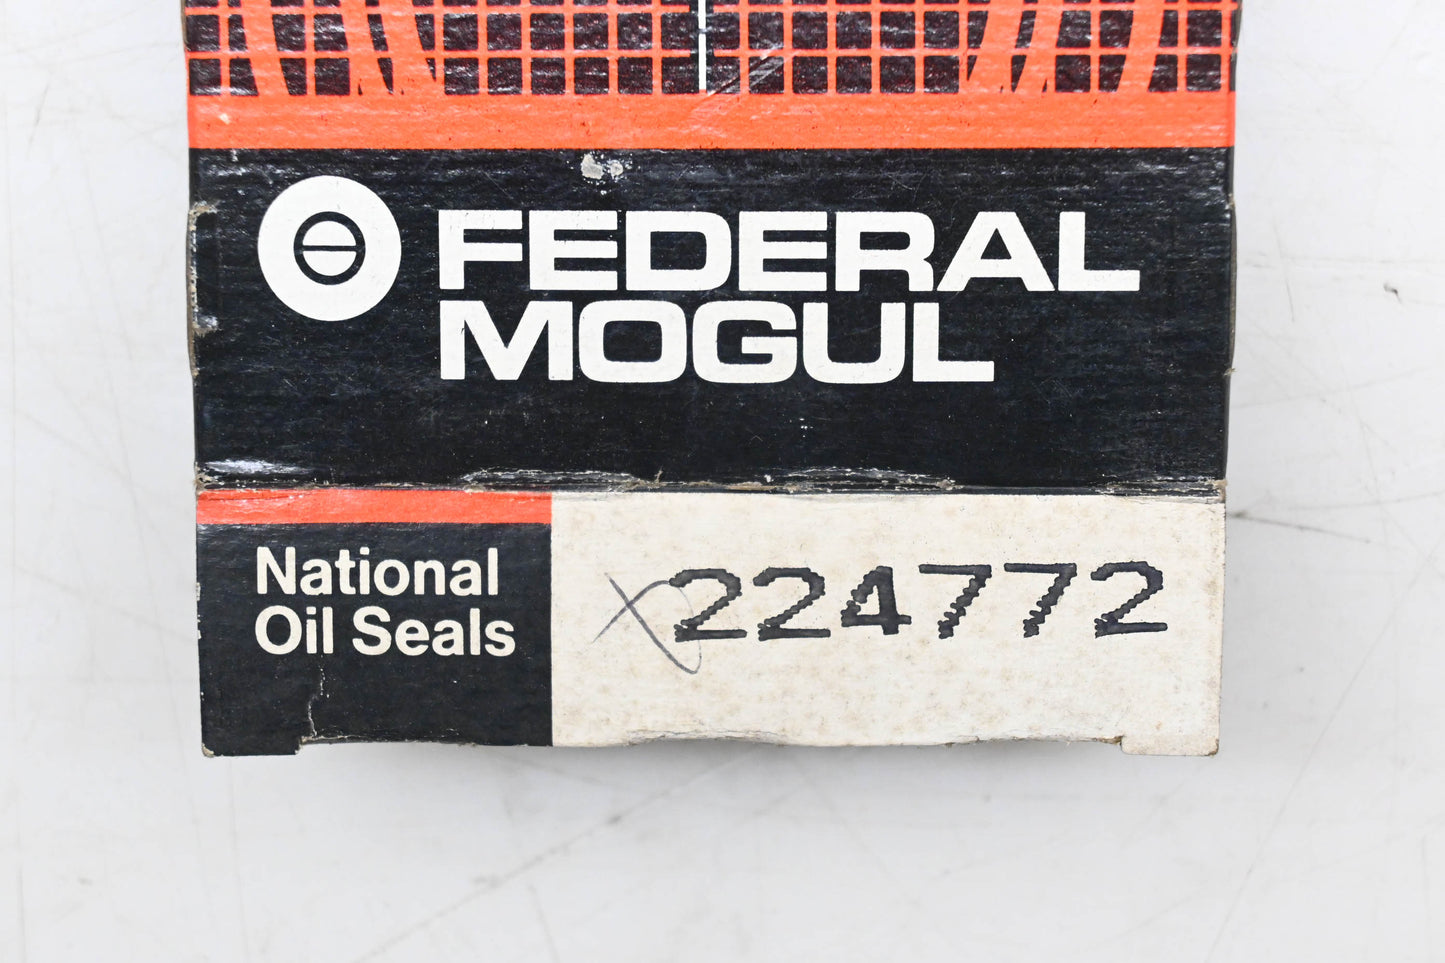 FEDERAL
MOGUL
National
Oil Seals
224772